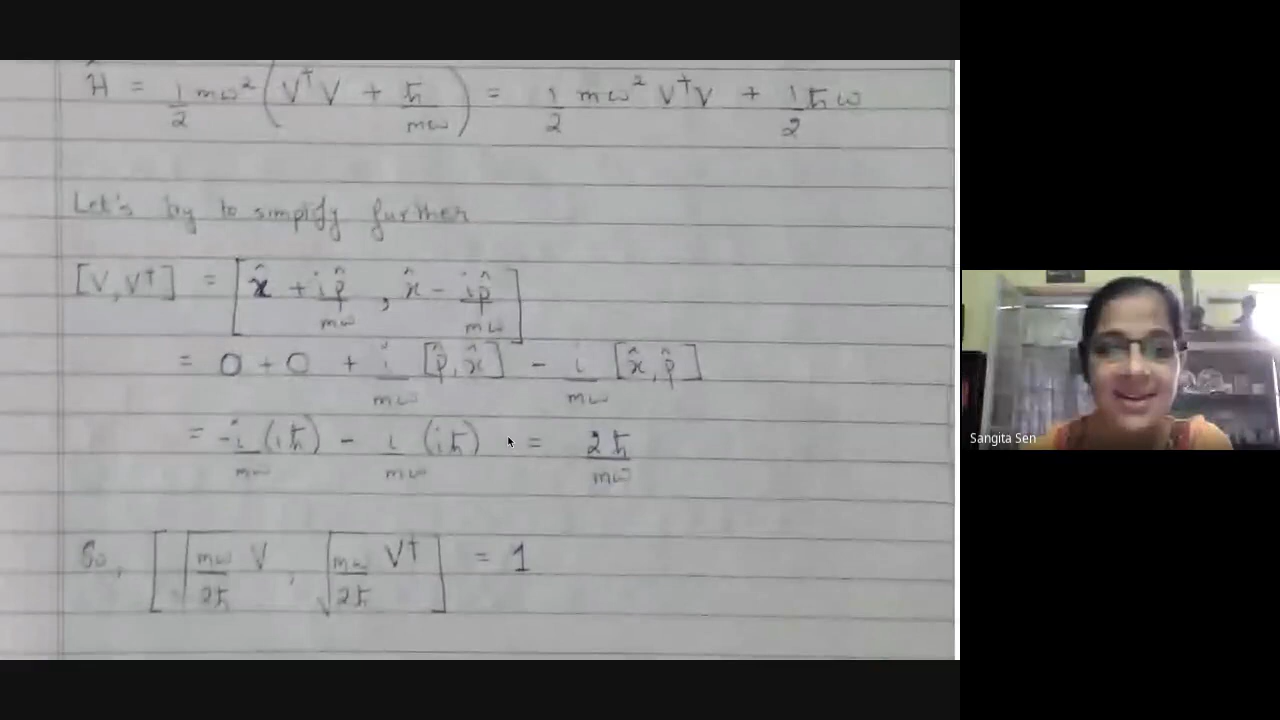 Ĥ = 1/2 mω² (V†V + ħ/mω) = 1/2 mω² V†V + 1/2 ħω
Let's try to simplify further
[V, V†] = [x̂ + ip̂/mω , x̂ - ip̂/mω]
= 0 + 0 + i/mω [p̂, x̂] - i/mω [x̂, p̂]
= -i/mω (iħ) - i/mω (iħ) = 2ħ/mω
So, [√(mω/2ħ) V , √(mω/2ħ) V†] = 1
Sangita Sen